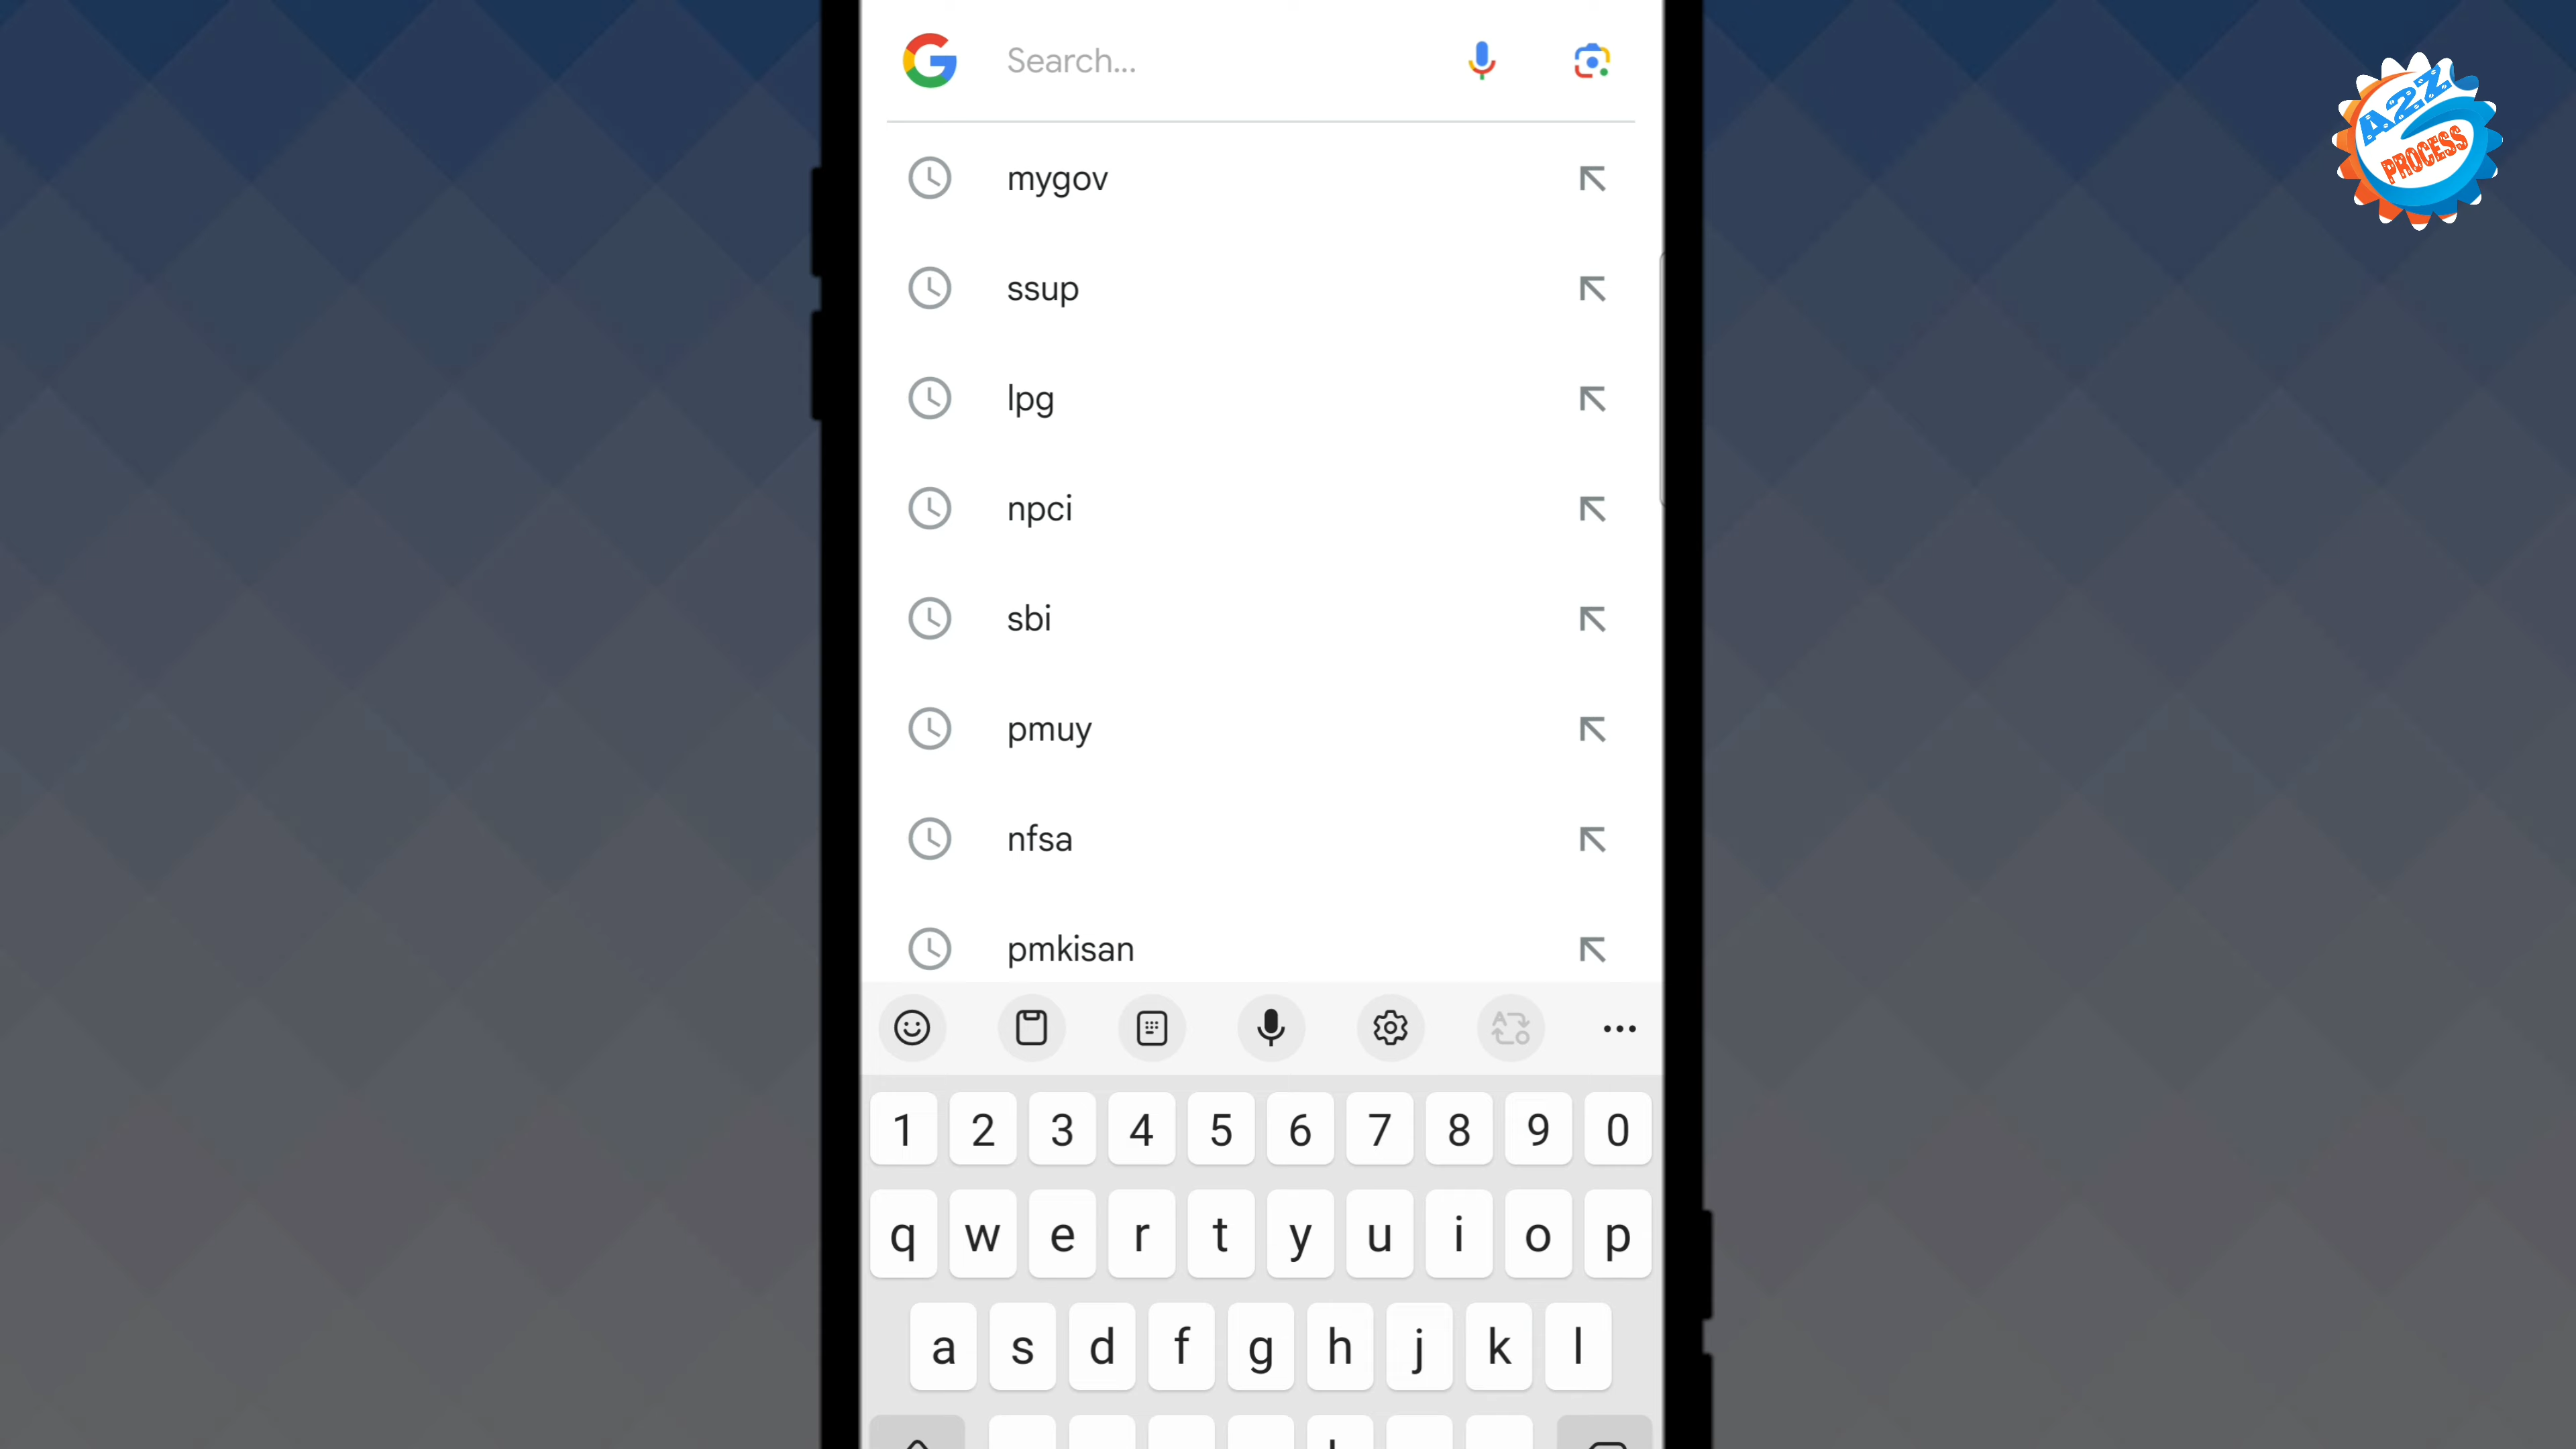 Search...
A2Z
PROCESS
mygov
ssup
lpg
npci
sbi
pmuy
nfsa
pmkisan
1 2 3 4 5 6 7 8 9 0
q w e r t y u i o p
a s d f g h j k l